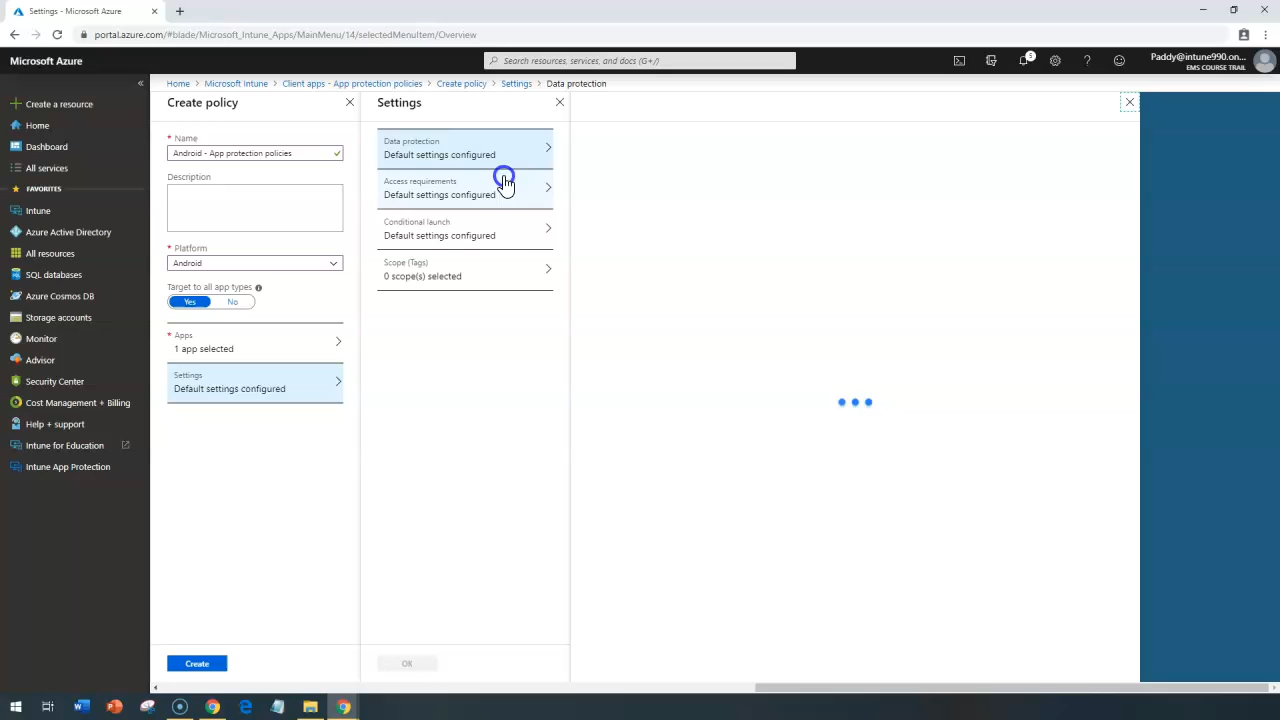 Settings - Microsoft Azure
portal.azure.com/#blade/Microsoft_Intune_Apps/MainMenu/14/selectedMenuItem/Overview
Microsoft Azure
Search resources, services, and docs (G+/)
5
Paddy@intune990.on...
EMS COURSE TRAIL
Home > Microsoft Intune > Client apps - App protection policies > Create policy > Settings > Data protection
Create a resource
Home
Dashboard
All services
FAVORITES
Intune
Azure Active Directory
All resources
SQL databases
Azure Cosmos DB
Storage accounts
Monitor
Advisor
Security Center
Cost Management + Billing
Help + support
Intune for Education
Intune App Protection
Create policy
* Name
Android - App protection policies
Description
* Platform
Android
Target to all app types
Yes No
* Apps
1 app selected
Settings
Default settings configured
Create
Settings
Data protection
Default settings configured
Access requirements
Default settings configured
Conditional launch
Default settings configured
Scope (Tags)
0 scope(s) selected
OK